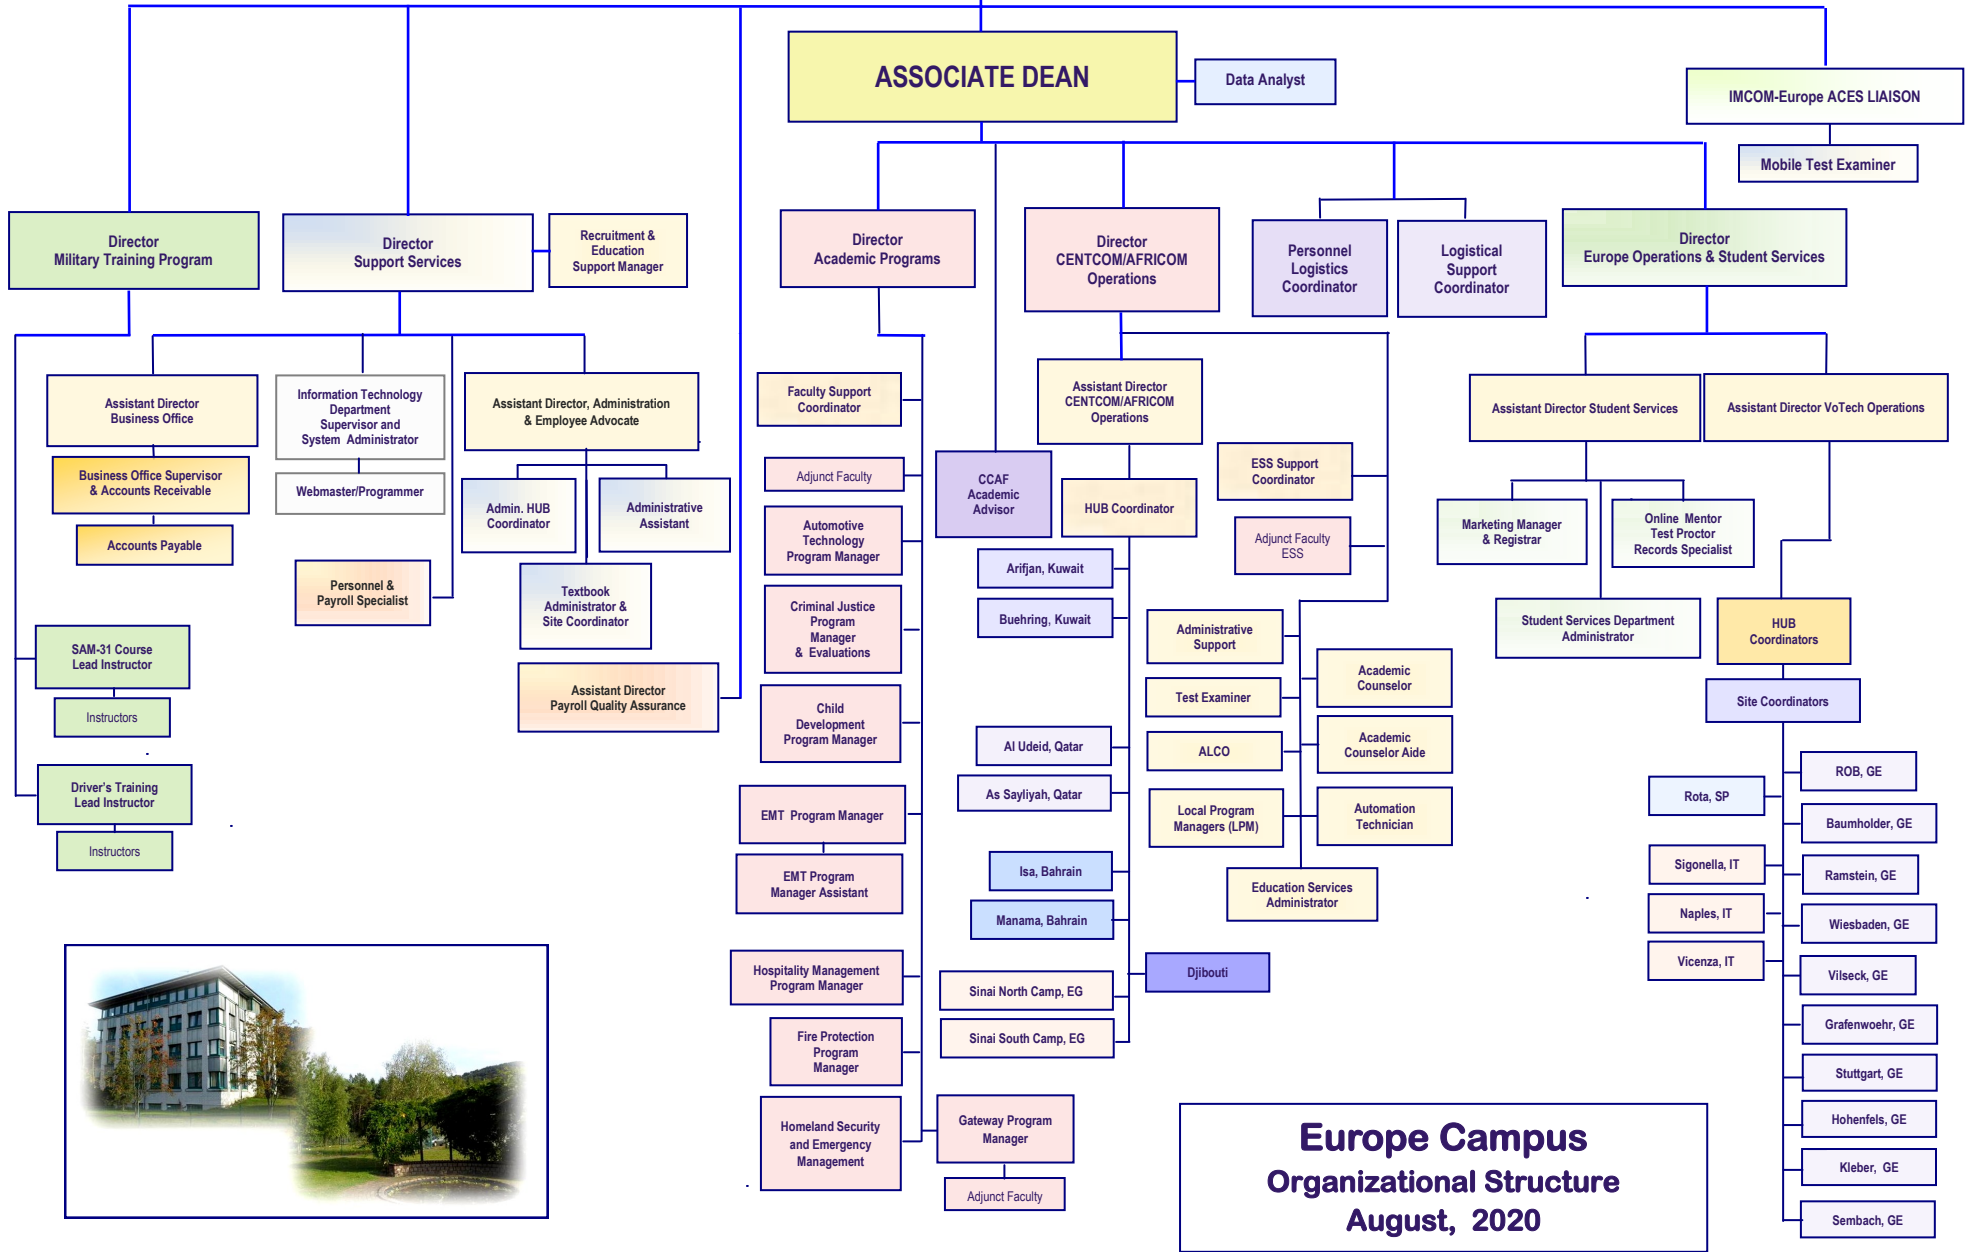 ASSOCIATE DEAN
Data Analyst
IMCOM-Europe ACES LIAISON
Mobile Test Examiner
Director
Military Training Program
Director
Support Services
Recruitment &
Education
Support Manager
Director
Academic Programs
Director
CENTCOM/AFRICOM
Operations
Personnel
Logistics
Coordinator
Logistical
Support
Coordinator
Director
Europe Operations & Student Services
Assistant Director
Business Office
Business Office Supervisor
& Accounts Receivable
Accounts Payable
Information Technology
Department
Supervisor and
System Administrator
Webmaster/Programmer
Personnel &
Payroll Specialist
Assistant Director, Administration
& Employee Advocate
Admin. HUB
Coordinator
Administrative
Assistant
Textbook
Administrator &
Site Coordinator
Assistant Director
Payroll Quality Assurance
SAM-31 Course
Lead Instructor
Instructors
Driver's Training
Lead Instructor
Instructors
Faculty Support
Coordinator
Adjunct Faculty
Automotive
Technology
Program Manager
Criminal Justice
Program
Manager
& Evaluations
Child
Development
Program Manager
EMT Program Manager
EMT Program
Manager Assistant
Hospitality Management
Program Manager
Fire Protection
Program
Manager
Homeland Security
and Emergency
Management
Gateway Program
Manager
Adjunct Faculty
CCAF
Academic
Advisor
Assistant Director
CENTCOM/AFRICOM
Operations
HUB Coordinator
Arifjan, Kuwait
Buehring, Kuwait
Al Udeid, Qatar
As Sayliyah, Qatar
Isa, Bahrain
Manama, Bahrain
Djibouti
Sinai North Camp, EG
Sinai South Camp, EG
ESS Support
Coordinator
Adjunct Faculty
ESS
Administrative
Support
Test Examiner
ALCO
Local Program
Managers (LPM)
Academic
Counselor
Academic
Counselor Aide
Automation
Technician
Education Services
Administrator
Assistant Director Student Services
Assistant Director VoTech Operations
Marketing Manager
& Registrar
Online Mentor
Test Proctor
Records Specialist
Student Services Department
Administrator
HUB
Coordinators
Site Coordinators
Rota, SP
Sigonella, IT
Naples, IT
Vicenza, IT
ROB, GE
Baumholder, GE
Ramstein, GE
Wiesbaden, GE
Vilseck, GE
Grafenwoehr, GE
Stuttgart, GE
Hohenfels, GE
Kleber, GE
Sembach, GE
Europe Campus
Organizational Structure
August, 2020